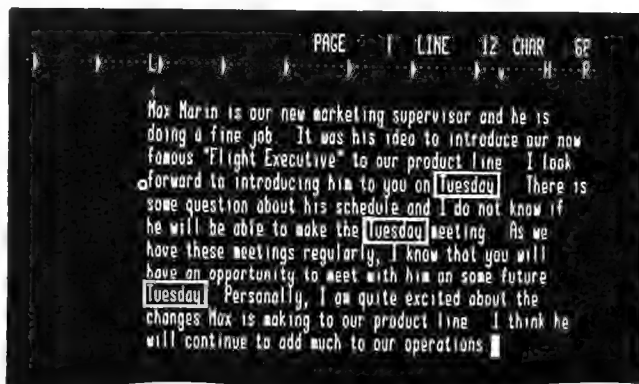 PAGE 1 LINE 12 CHAR 68
L H R
Max Marin is our new marketing supervisor and he is
doing a fine job It was his idea to introduce our now
famous "Flight Executive" to our product line I look
forward to introducing him to you on Tuesday There is
some question about his schedule and I do not know if
he will be able to make the Tuesday meeting As we
have these meetings regularly, I know that you will
have an opportunity to meet with him on some future
Tuesday Personally, I am quite excited about the
changes Max is making to our product line I think he
will continue to add much to our operations